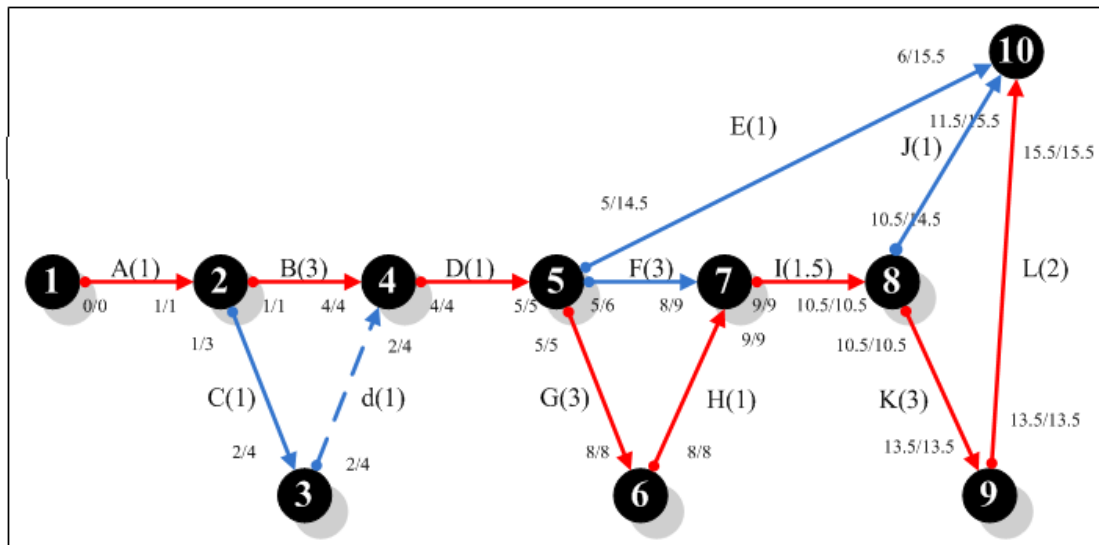 10
6/15.5
E(1)
11.5/15.5
J(1)
15.5/15.5
5/14.5
10.5/14.5
1
A(1)
2
B(3)
4
D(1)
5
F(3)
7
I(1.5)
8
L(2)
0/0
1/1
1/1
4/4
4/4
5/5
5/6
8/9
9/9
10.5/10.5
1/3
2/4
5/5
9/9
10.5/10.5
C(1)
d(1)
G(3)
H(1)
K(3)
13.5/13.5
2/4
2/4
8/8
8/8
13.5/13.5
3
6
9